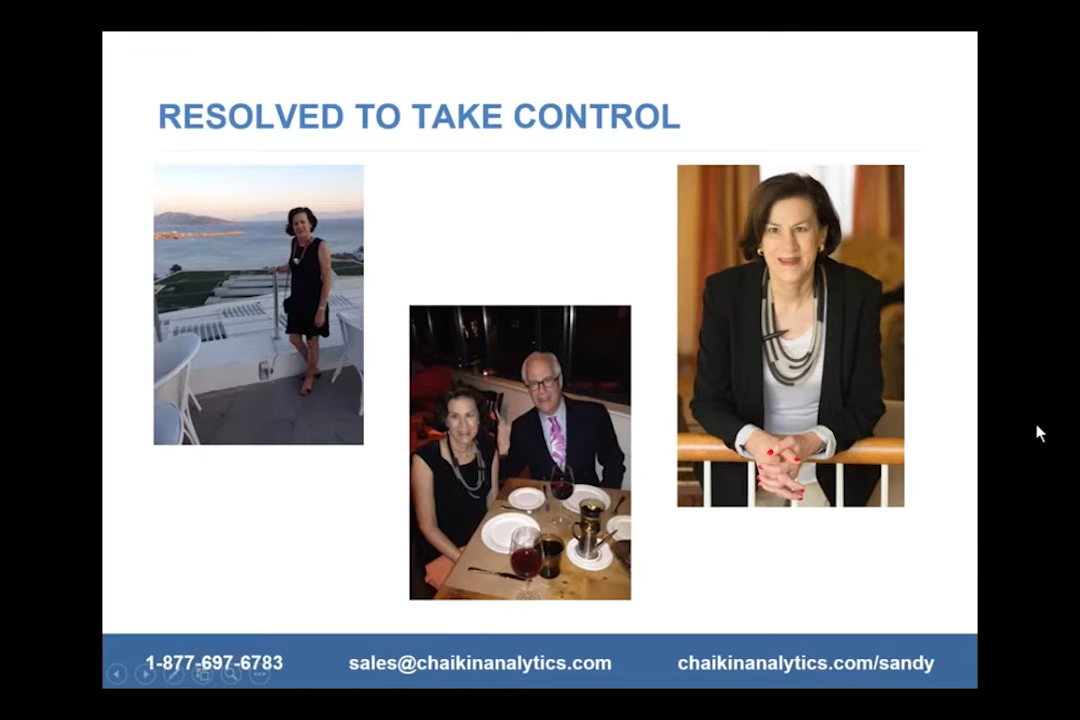 RESOLVED TO TAKE CONTROL
1-877-697-6783 sales@chaikinanalytics.com chaikinanalytics.com/sandy